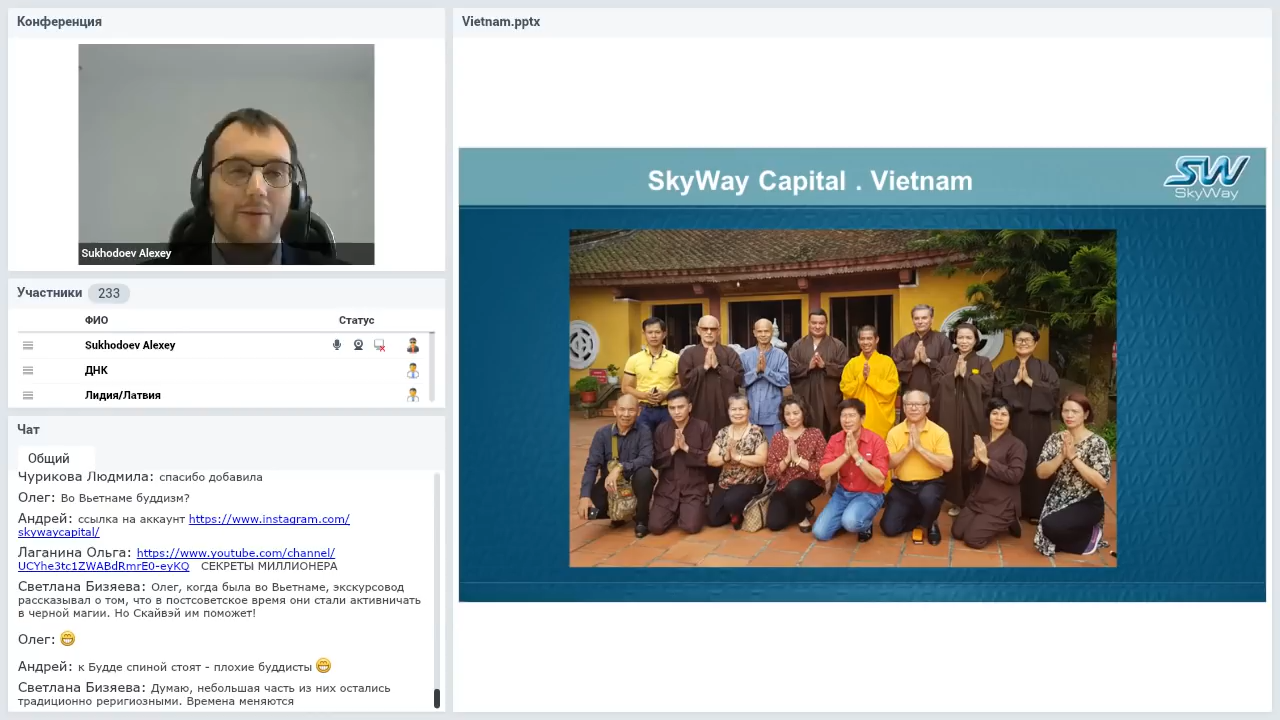 Конференция
Sukhodoev Alexey
Участники 233
ФИО Статус
Sukhodoev Alexey
ДНК
Лидия/Латвия
Чат
Общий
Чурикова Людмила: спасибо добавила
Олег: Во Вьетнаме буддизм?
Андрей: ссылка на аккаунт https://www.instagram.com/
skywaycapital/
Лаганина Ольга: https://www.youtube.com/channel/
UCYhe3tc1ZWABdRmrE0-eyKQ СЕКРЕТЫ МИЛЛИОНЕРА
Светлана Бизяева: Олег, когда была во Вьетнаме, экскурсовод
рассказывал о том, что в постсоветское время они стали активничать
в черной магии. Но Скайвэй им поможет!
Олег:
Андрей: к Будде спиной стоят - плохие буддисты
Светлана Бизяева: Думаю, небольшая часть из них остались
традиционно реригиозными. Времена меняются
Vietnam.pptx
SkyWay Capital . Vietnam
SW
SkyWay